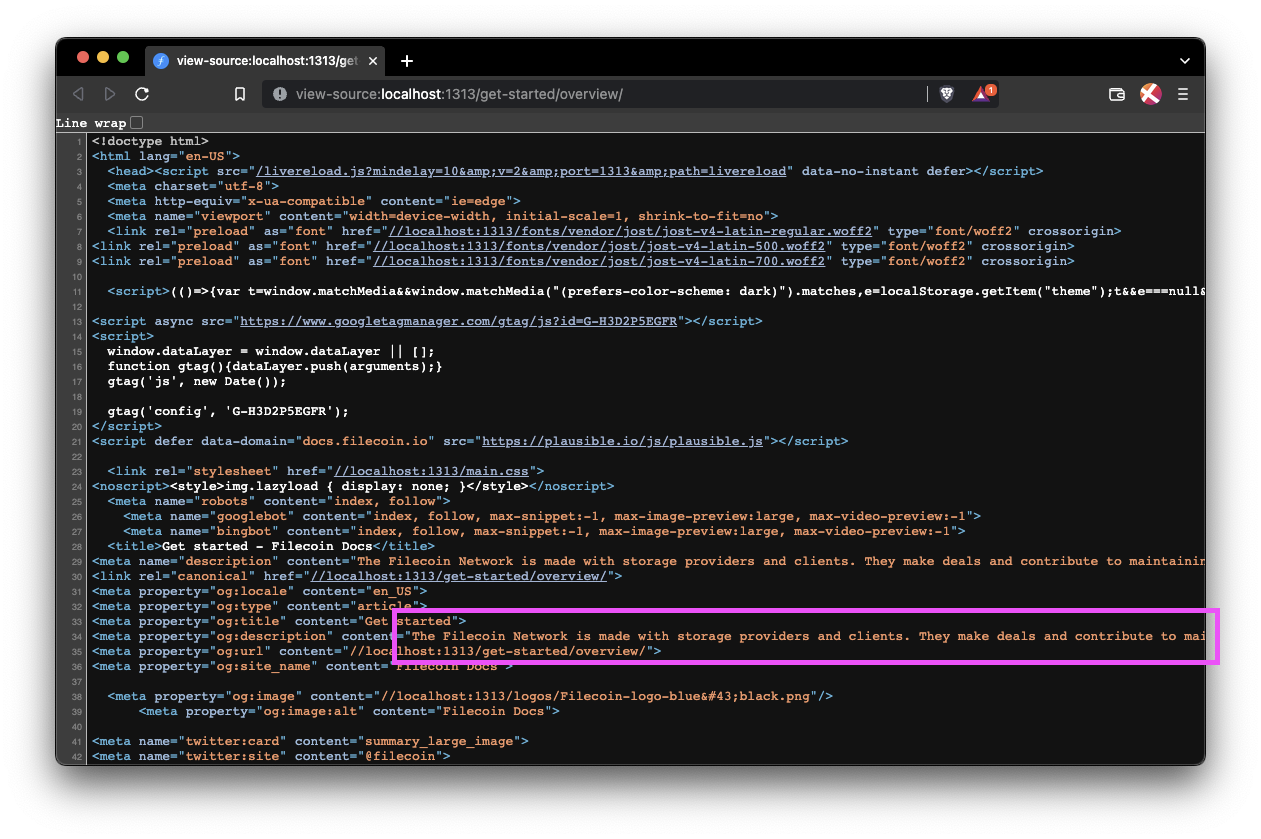 view-source:localhost:1313/get
view-source:localhost:1313/get-started/overview/
1
Line wrap
1 <!doctype html>
2 <html lang="en-US">
3 <head><script src="/livereload.js?mindelay=10&amp;v=2&amp;port=1313&amp;path=livereload" data-no-instant defer></script>
4 <meta charset="utf-8">
5 <meta http-equiv="x-ua-compatible" content="ie=edge">
6 <meta name="viewport" content="width=device-width, initial-scale=1, shrink-to-fit=no">
7 <link rel="preload" as="font" href="//localhost:1313/fonts/vendor/jost/jost-v4-latin-regular.woff2" type="font/woff2" crossorigin>
8 <link rel="preload" as="font" href="//localhost:1313/fonts/vendor/jost/jost-v4-latin-500.woff2" type="font/woff2" crossorigin>
9 <link rel="preload" as="font" href="//localhost:1313/fonts/vendor/jost/jost-v4-latin-700.woff2" type="font/woff2" crossorigin>
10
11 <script>(()=>{var t=window.matchMedia&&window.matchMedia("(prefers-color-scheme: dark)").matches,e=localStorage.getItem("theme");t&&e===null&
12
13 <script async src="https://www.googletagmanager.com/gtag/js?id=G-H3D2P5EGFR"></script>
14 <script>
15 window.dataLayer = window.dataLayer || [];
16 function gtag(){dataLayer.push(arguments);}
17 gtag('js', new Date());
18
19 gtag('config', 'G-H3D2P5EGFR');
20 </script>
21 <script defer data-domain="docs.filecoin.io" src="https://plausible.io/js/plausible.js"></script>
22
23 <link rel="stylesheet" href="//localhost:1313/main.css">
24 <noscript><style>img.lazyload { display: none; }</style></noscript>
25 <meta name="robots" content="index, follow">
26 <meta name="googlebot" content="index, follow, max-snippet:-1, max-image-preview:large, max-video-preview:-1">
27 <meta name="bingbot" content="index, follow, max-snippet:-1, max-image-preview:large, max-video-preview:-1">
28 <title>Get started - Filecoin Docs</title>
29 <meta name="description" content="The Filecoin Network is made with storage providers and clients. They make deals and contribute to maintainin
30 <link rel="canonical" href="//localhost:1313/get-started/overview/">
31 <meta property="og:locale" content="en_US">
32 <meta property="og:type" content="article">
33 <meta property="og:title" content="Get started">
34 <meta property="og:description" content="The Filecoin Network is made with storage providers and clients. They make deals and contribute to mai
35 <meta property="og:url" content="//localhost:1313/get-started/overview/">
36 <meta property="og:site_name" content="Filecoin Docs">
37
38 <meta property="og:image" content="//localhost:1313/logos/Filecoin-logo-blue&#43;black.png"/>
39 <meta property="og:image:alt" content="Filecoin Docs">
40
41 <meta name="twitter:card" content="summary_large_image">
42 <meta name="twitter:site" content="@filecoin">